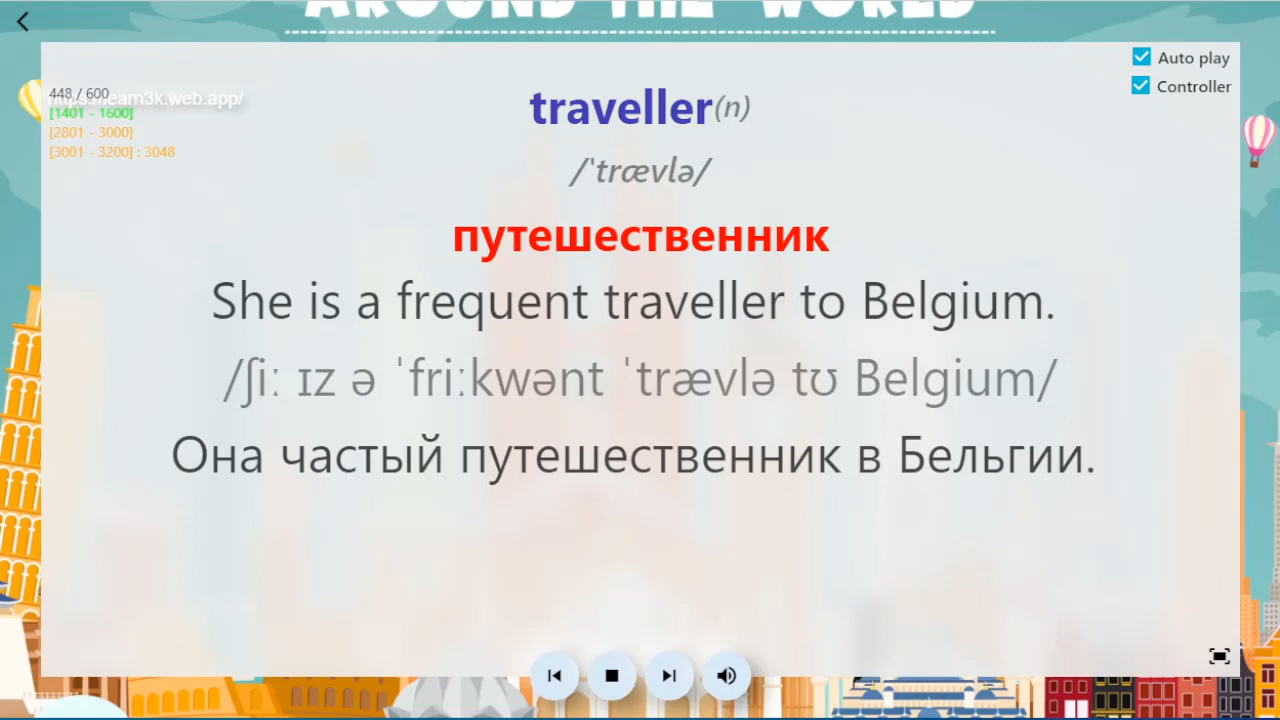 AROUND THE WORLD
Auto play
Controller
448 / 600
https://learn3k.web.app/
[1401 - 1600]
[2801 - 3000]
[3001 - 3200] : 3048
traveller(n)
/ˈtrævlə/
путешественник
She is a frequent traveller to Belgium.
/ʃiː ɪz ə ˈfriːkwənt ˈtrævlə tʊ Belgium/
Она частый путешественник в Бельгии.